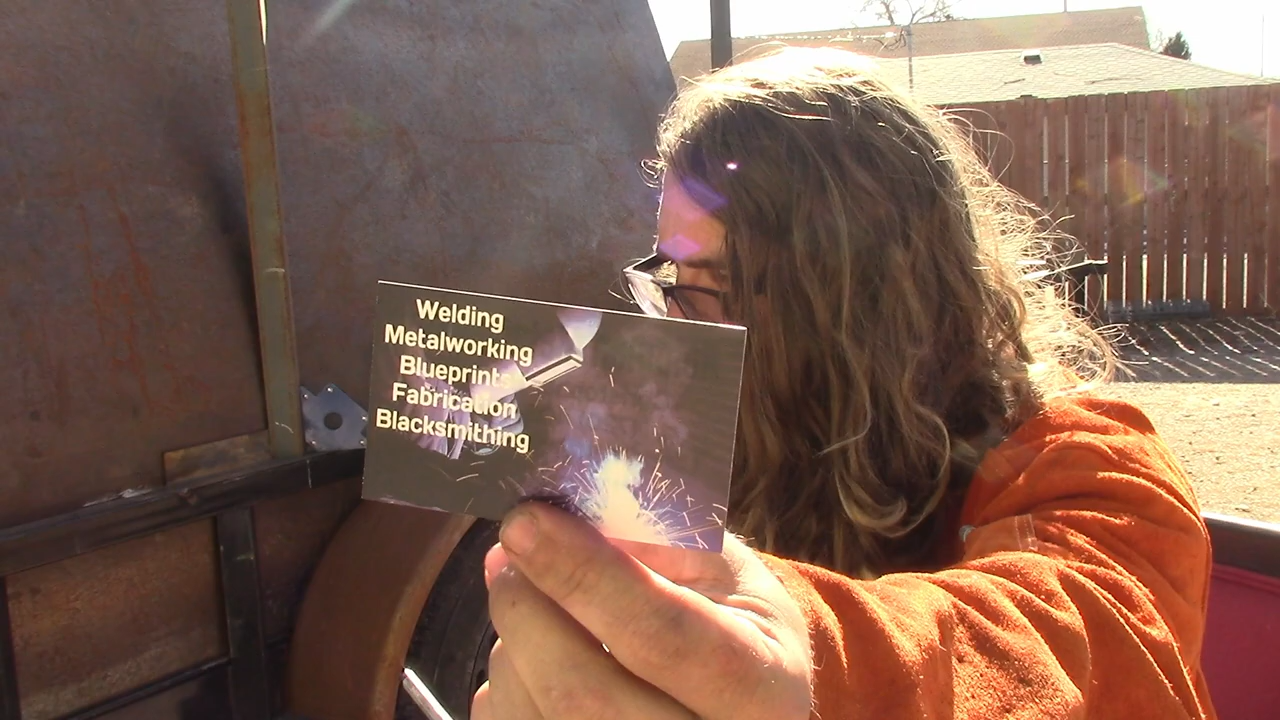 Welding
Metalworking
Blueprints
Fabrication
Blacksmithing